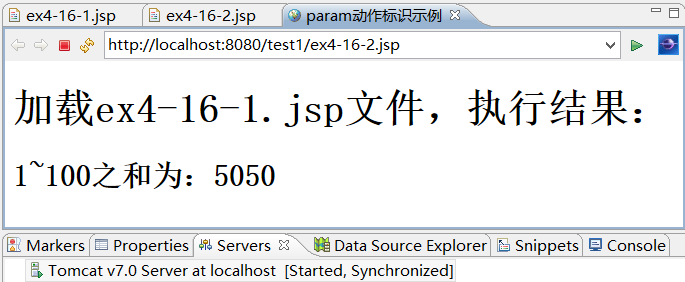 ex4-16-1.jsp ex4-16-2.jsp param动作标识示例
http://localhost:8080/test1/ex4-16-2.jsp
加载ex4-16-1.jsp文件，执行结果：
1~100之和为：5050
Markers Properties Servers Data Source Explorer Snippets Console
Tomcat v7.0 Server at localhost [Started, Synchronized]